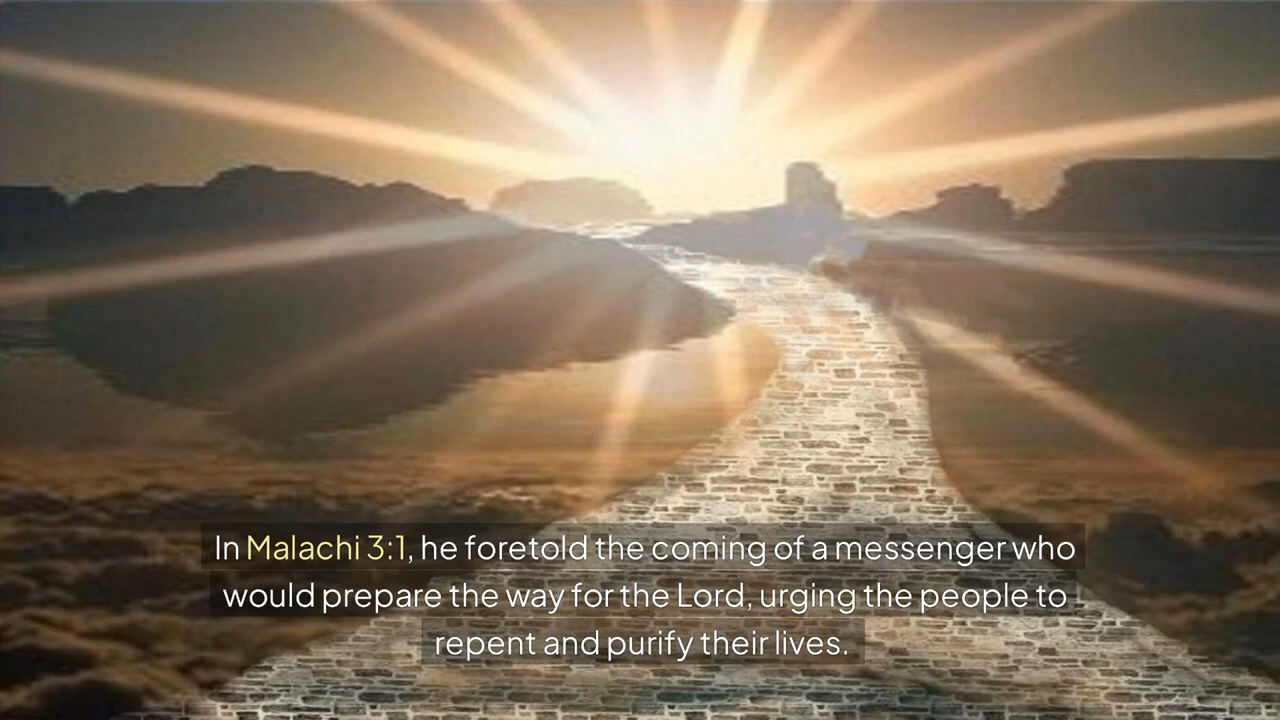 In Malachi 3:1, he foretold the coming of a messenger who
would prepare the way for the Lord, urging the people to
repent and purify their lives.